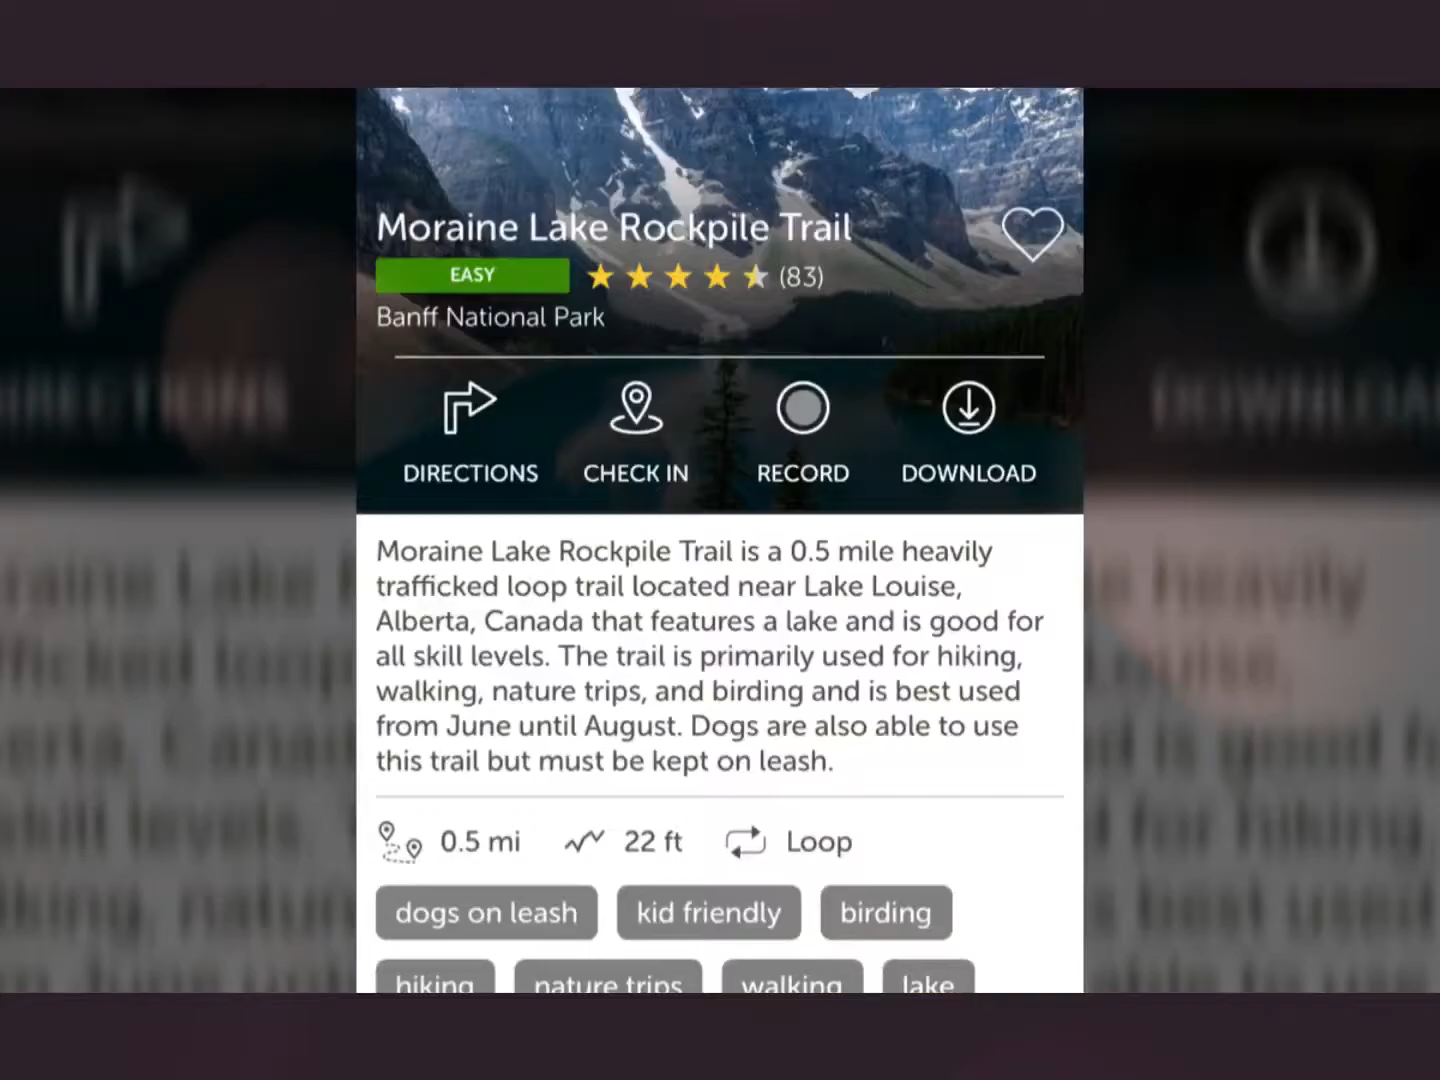 Moraine Lake Rockpile Trail
EASY
(83)
Banff National Park
DIRECTIONS
CHECK IN
RECORD
DOWNLOAD
Moraine Lake Rockpile Trail is a 0.5 mile heavily
trafficked loop trail located near Lake Louise,
Alberta, Canada that features a lake and is good for
all skill levels. The trail is primarily used for hiking,
walking, nature trips, and birding and is best used
from June until August. Dogs are also able to use
this trail but must be kept on leash.
0.5 mi
22 ft
Loop
dogs on leash
kid friendly
birding
hiking
nature trips
walking
lake